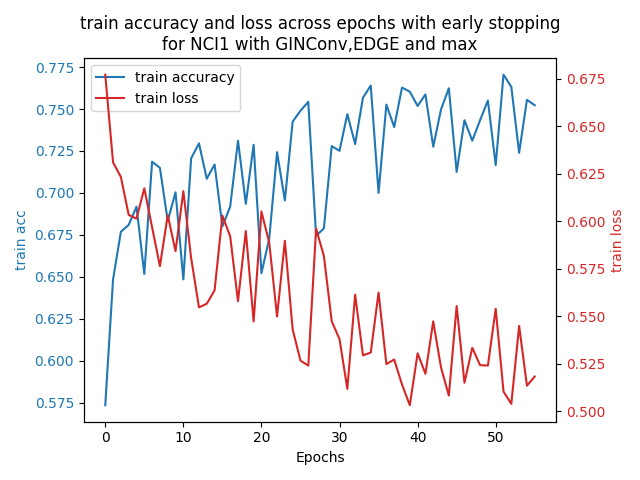 train accuracy and loss across epochs with early stopping
for NCI1 with GINConv,EDGE and max
train accuracy
train loss
train acc
0.775
0.750
0.725
0.700
0.675
0.650
0.625
0.600
0.575
0.675
0.650
0.625
0.600
0.575
0.550
0.525
0.500
train loss
0 10 20 30 40 50
Epochs